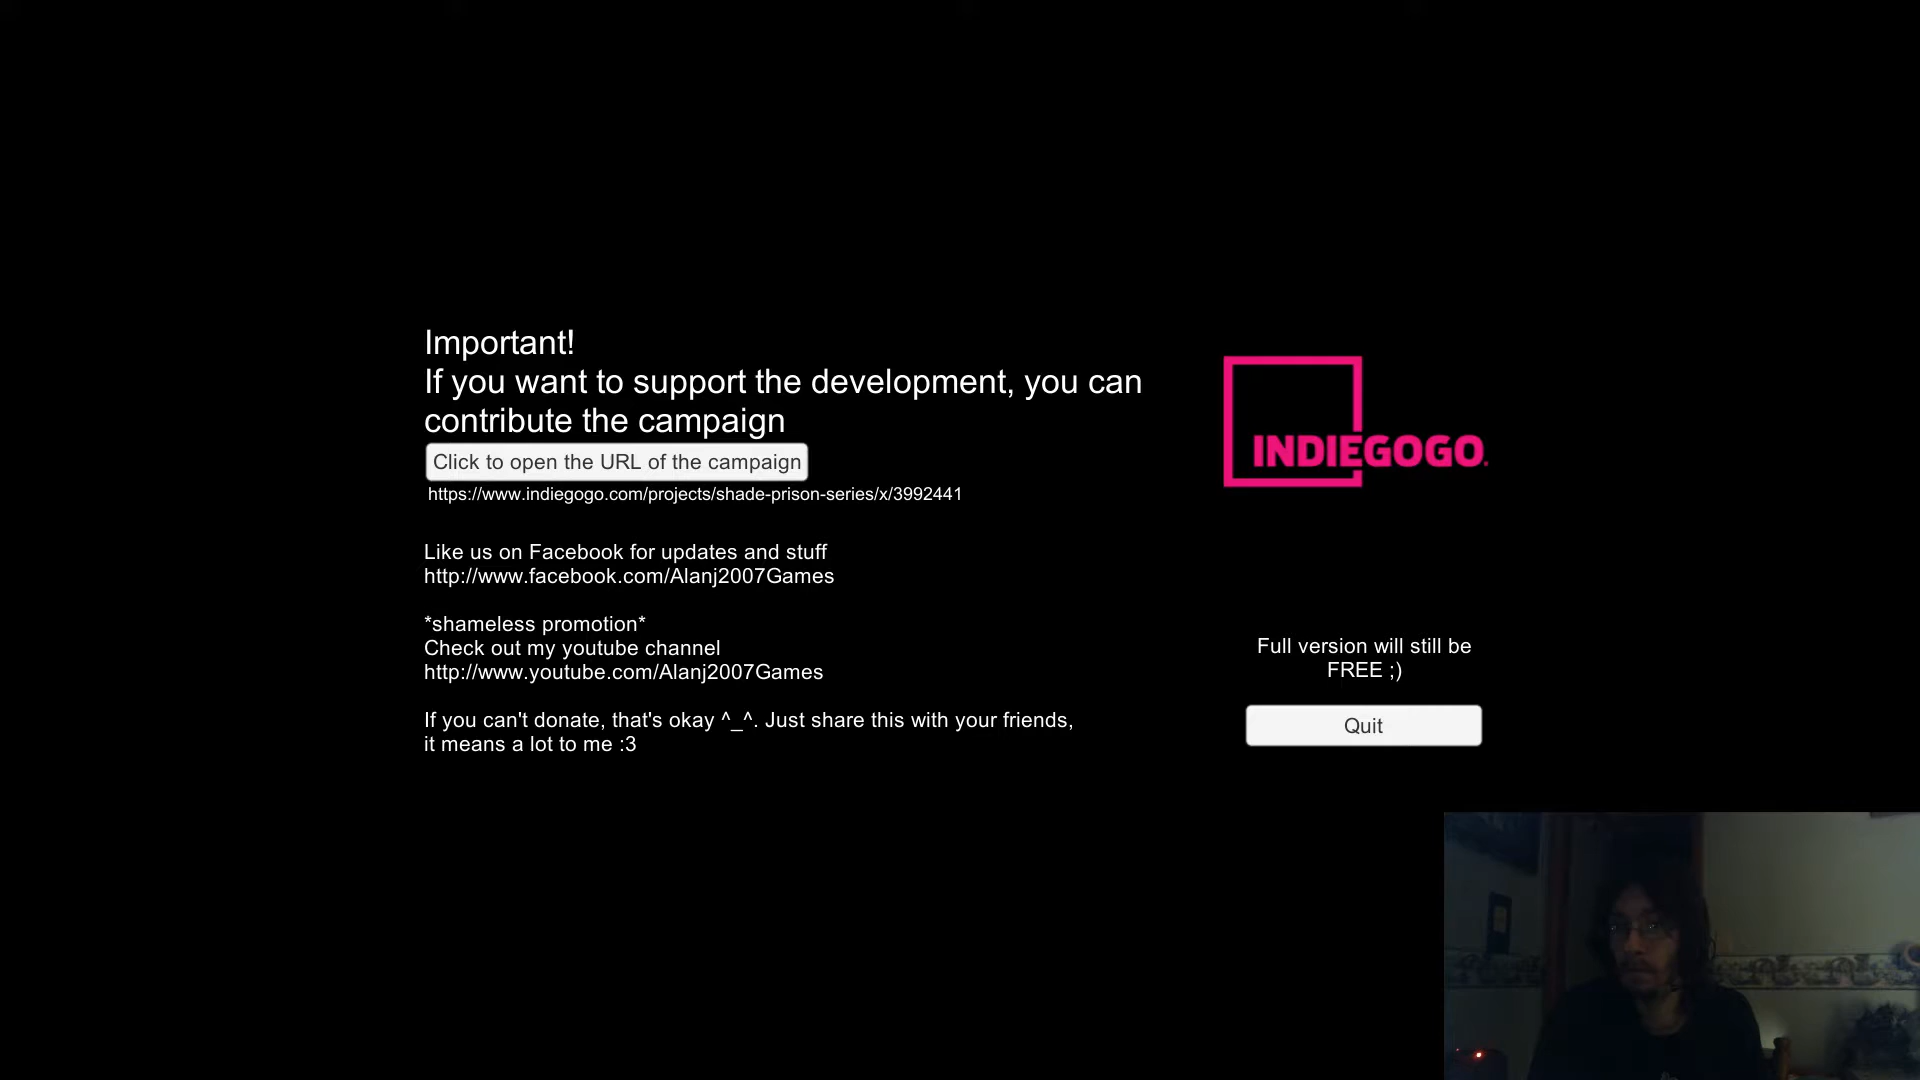 Important!
If you want to support the development, you can
contribute the campaign
Click to open the URL of the campaign
https://www.indiegogo.com/projects/shade-prison-series/x/3992441
Like us on Facebook for updates and stuff
http://www.facebook.com/Alanj2007Games
*shameless promotion*
Check out my youtube channel
http://www.youtube.com/Alanj2007Games
If you can't donate, that's okay ^_^. Just share this with your friends,
it means a lot to me :3
INDIEGOGO.
Full version will still be
FREE ;)
Quit